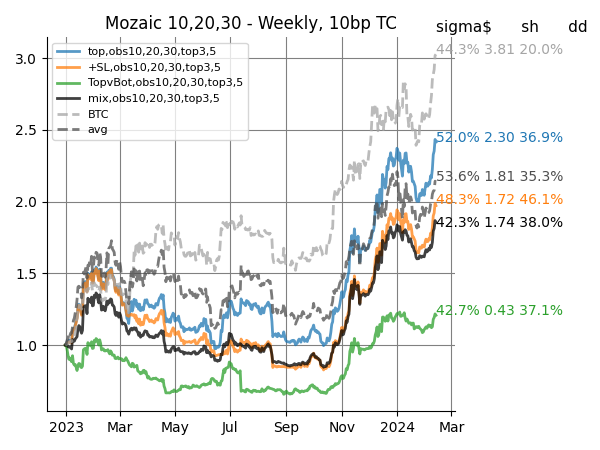 Mozaic 10,20,30 - Weekly, 10bp TC
sigma$ sh dd
top,obs10,20,30,top3,5
+SL,obs10,20,30,top3,5
TopvBot,obs10,20,30,top3,5
mix,obs10,20,30,top3,5
BTC
avg
44.3% 3.81 20.0%
52.0% 2.30 36.9%
53.6% 1.81 35.3%
48.3% 1.72 46.1%
42.3% 1.74 38.0%
42.7% 0.43 37.1%
3.0
2.5
2.0
1.5
1.0
2023 Mar May Jul Sep Nov 2024 Mar